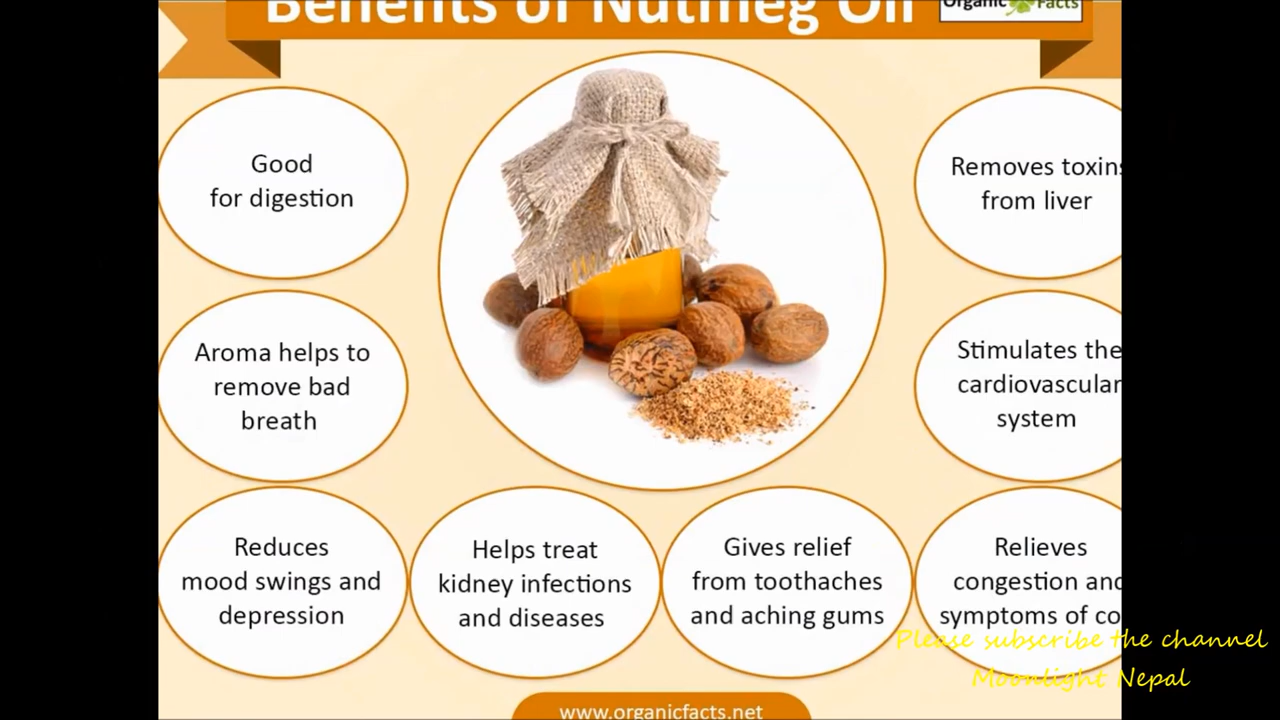 Benefits of Nutmeg Oil
Organic Facts
Good
for digestion
Removes toxins
from liver
Aroma helps to
remove bad
breath
Stimulates the
cardiovascular
system
Reduces
mood swings and
depression
Helps treat
kidney infections
and diseases
Gives relief
from toothaches
and aching gums
Relieves
congestion and
symptoms of co
Please subscribe the channel
Moonlight Nepal
www.organicfacts.net